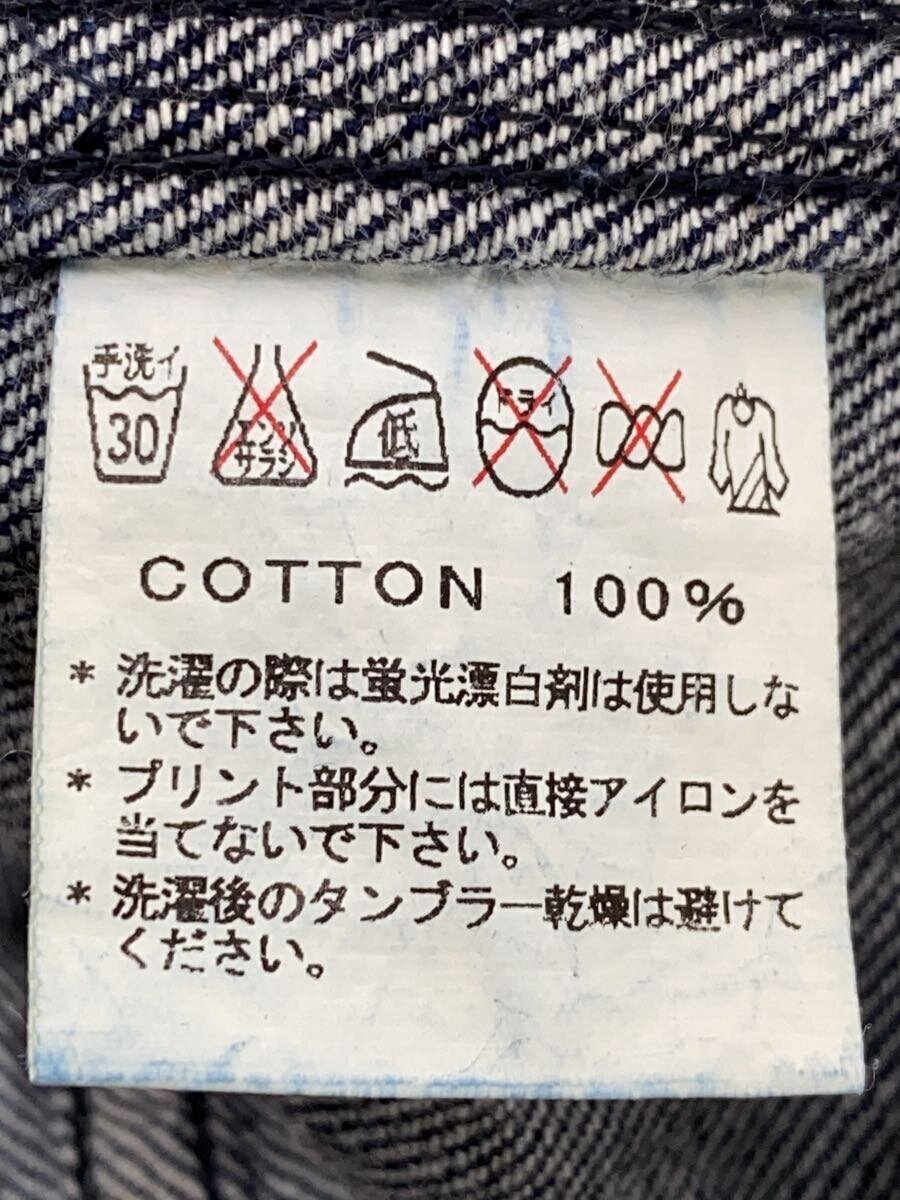 手洗イ
30
エンソ
サラシ
低
ドライ
COTTON 100%
* 洗濯の際は蛍光漂白剤は使用しな
いで下さい。
* プリント部分には直接アイロンを
当てないで下さい。
* 洗濯後のタンブラー乾燥は避けて
ください。